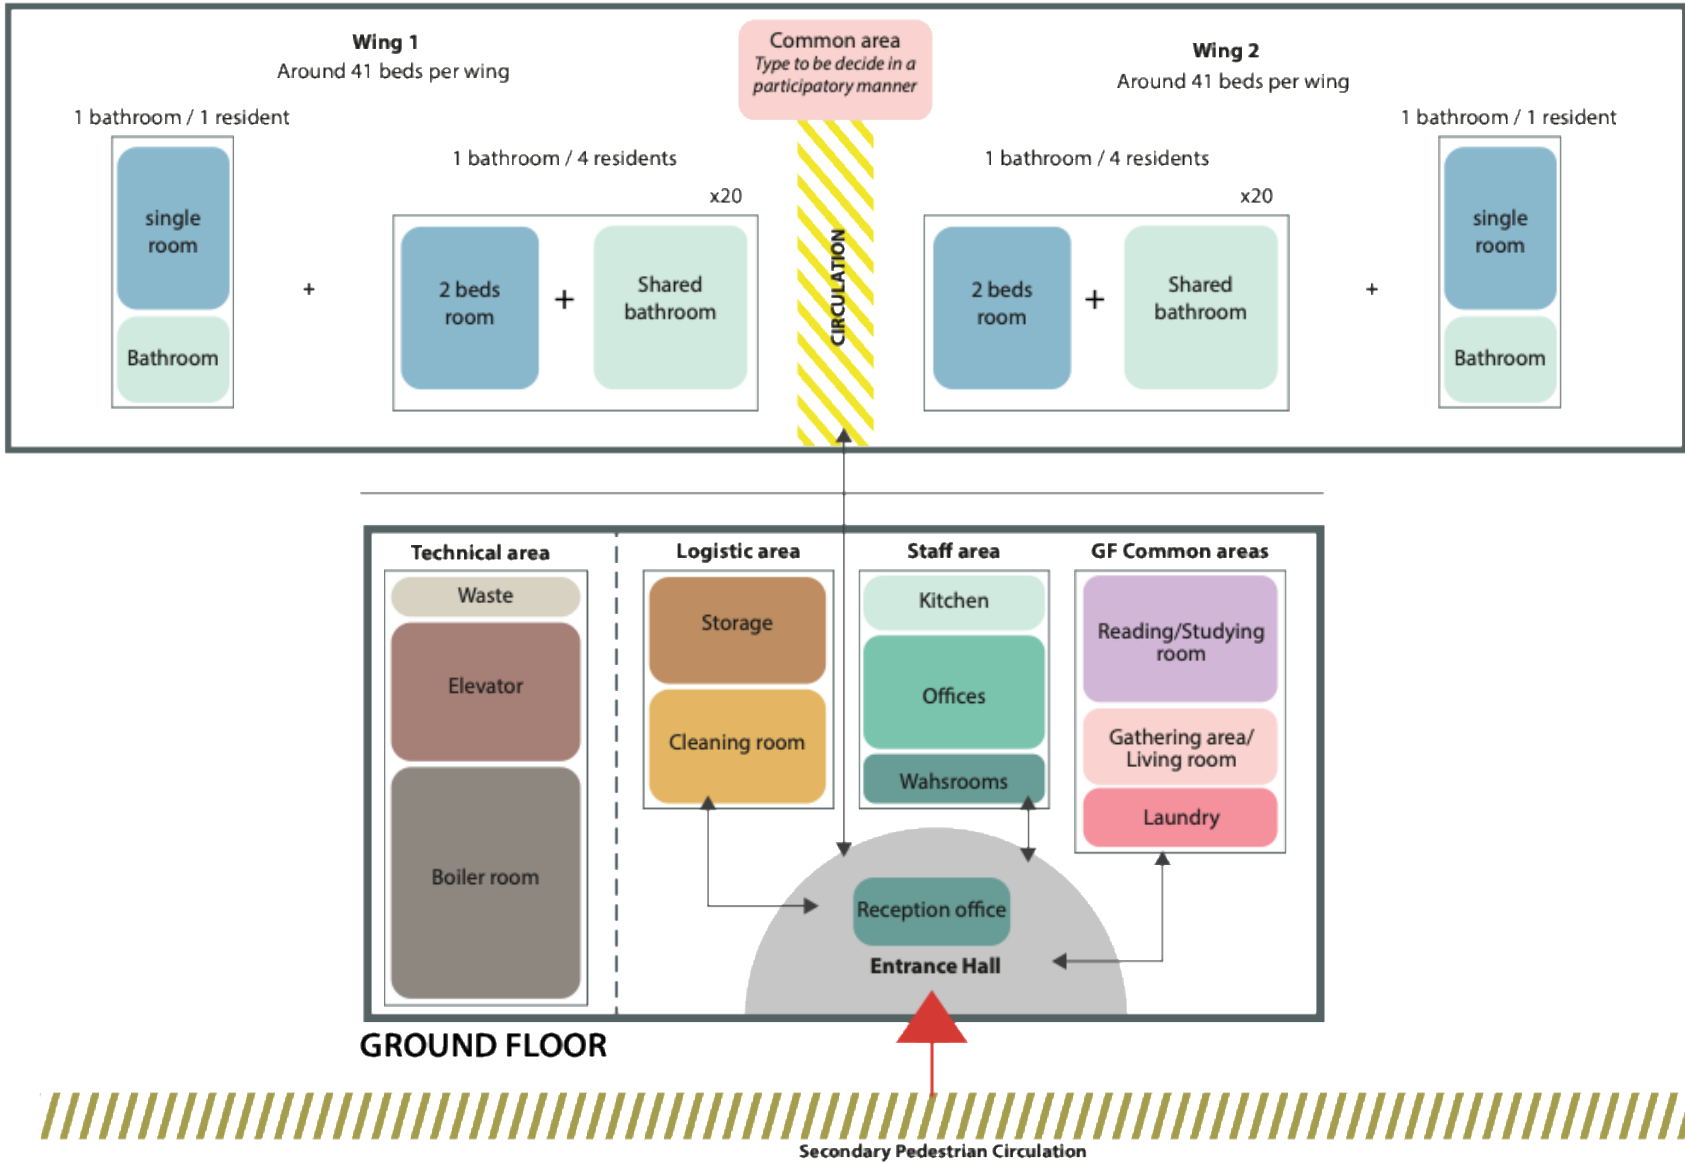 Wing 1
Around 41 beds per wing
1 bathroom / 1 resident
single
room
Bathroom
+
1 bathroom / 4 residents
x20
2 beds
room
+
Shared
bathroom
Common area
Type to be decide in a
participatory manner
CIRCULATION
Wing 2
Around 41 beds per wing
1 bathroom / 4 residents
x20
2 beds
room
+
Shared
bathroom
+
1 bathroom / 1 resident
single
room
Bathroom
Technical area
Waste
Elevator
Boiler room
Logistic area
Storage
Cleaning room
Staff area
Kitchen
Offices
Wahsrooms
GF Common areas
Reading/Studying
room
Gathering area/
Living room
Laundry
Reception office
Entrance Hall
GROUND FLOOR
Secondary Pedestrian Circulation